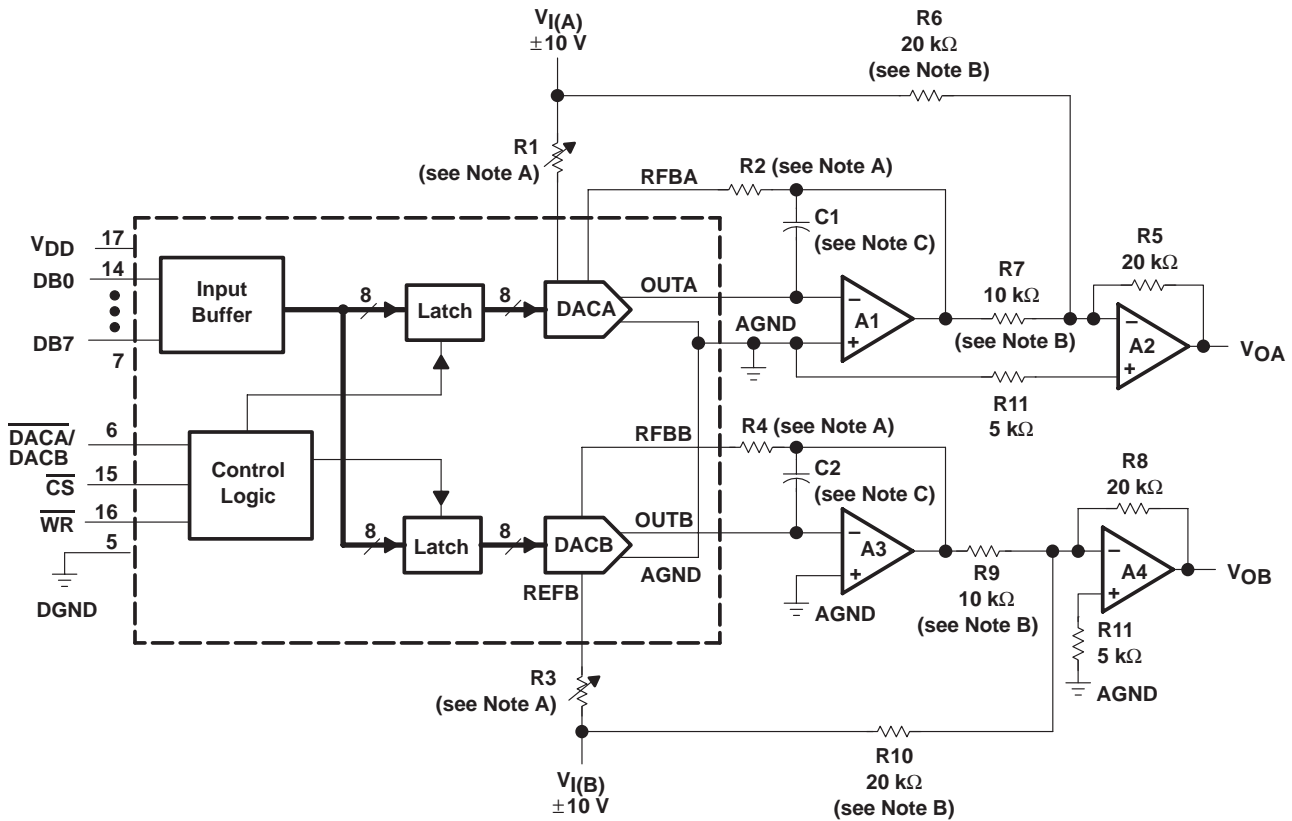 VI(A)
±10 V
R6
20 kΩ
(see Note B)
R1
(see Note A)
RFBA
R2 (see Note A)
C1
(see Note C)
VDD
17
DB0
14
DB7
7
Input
Buffer
8
Latch
8
DACA
OUTA
AGND
A1
R7
10 kΩ
(see Note B)
R5
20 kΩ
A2
VOA
R11
5 kΩ
DACA/
DACB
6
CS
15
WR
16
5
DGND
Control
Logic
8
Latch
8
DACB
RFBB
R4 (see Note A)
C2
(see Note C)
OUTB
AGND
REFB
A3
AGND
R9
10 kΩ
(see Note B)
R8
20 kΩ
A4
VOB
R11
5 kΩ
AGND
R3
(see Note A)
R10
20 kΩ
(see Note B)
VI(B)
±10 V